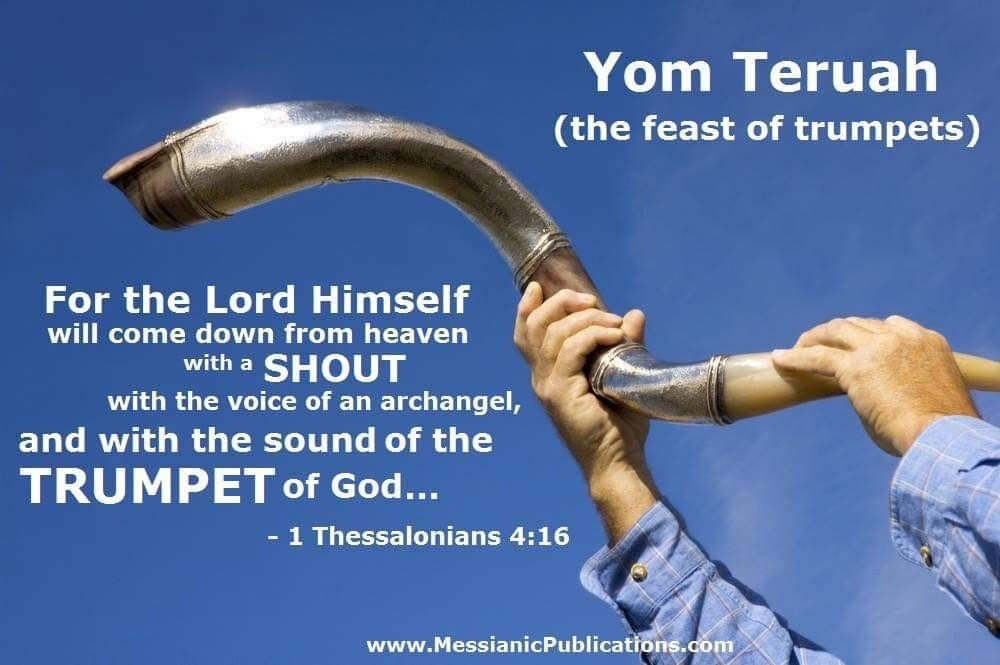 Yom Teruah
(the feast of trumpets)
For the Lord Himself
will come down from heaven
with a SHOUT
with the voice of an archangel,
and with the sound of the
TRUMPET of God...
- 1 Thessalonians 4:16
www.MessianicPublications.com